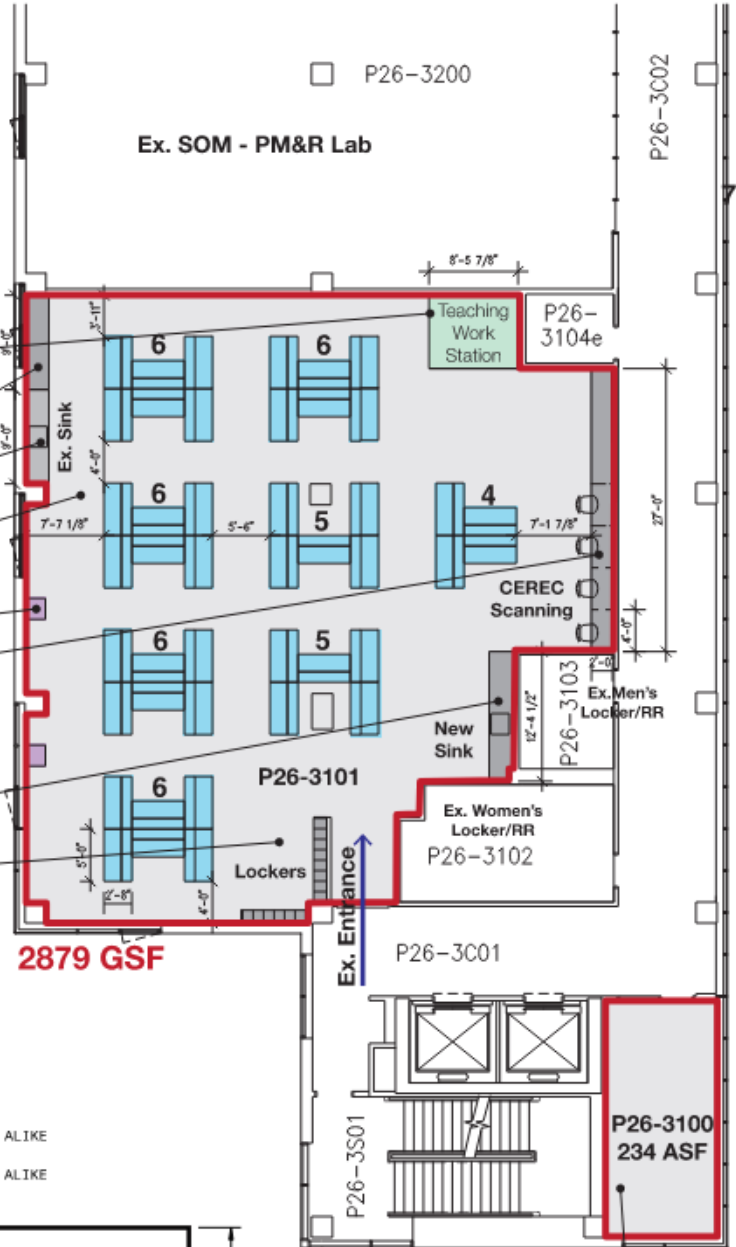 P26-3200
P26-3C02
Ex. SOM - PM&R Lab
8'-5 7/8"
3'-11"
Teaching
Work
Station
P26-
3104e
9'-0"
6
6
Ex. Sink
9'-0"
4'-0"
27'-0"
6
5
4
7'-7 1/8"
5'-6"
7'-1 7/8"
CEREC
Scanning
4'-0"
6
5
2'-0"
P26-3103
Ex.Men's
Locker/RR
12'-4 1/2"
New
Sink
P26-3101
6
Ex. Women's
Locker/RR
P26-3102
5'-0"
Lockers
2'-8"
4'-0"
Ex. Entrance
2879 GSF
P26-3C01
P26-3S01
P26-3100
234 ASF
ALIKE
ALIKE